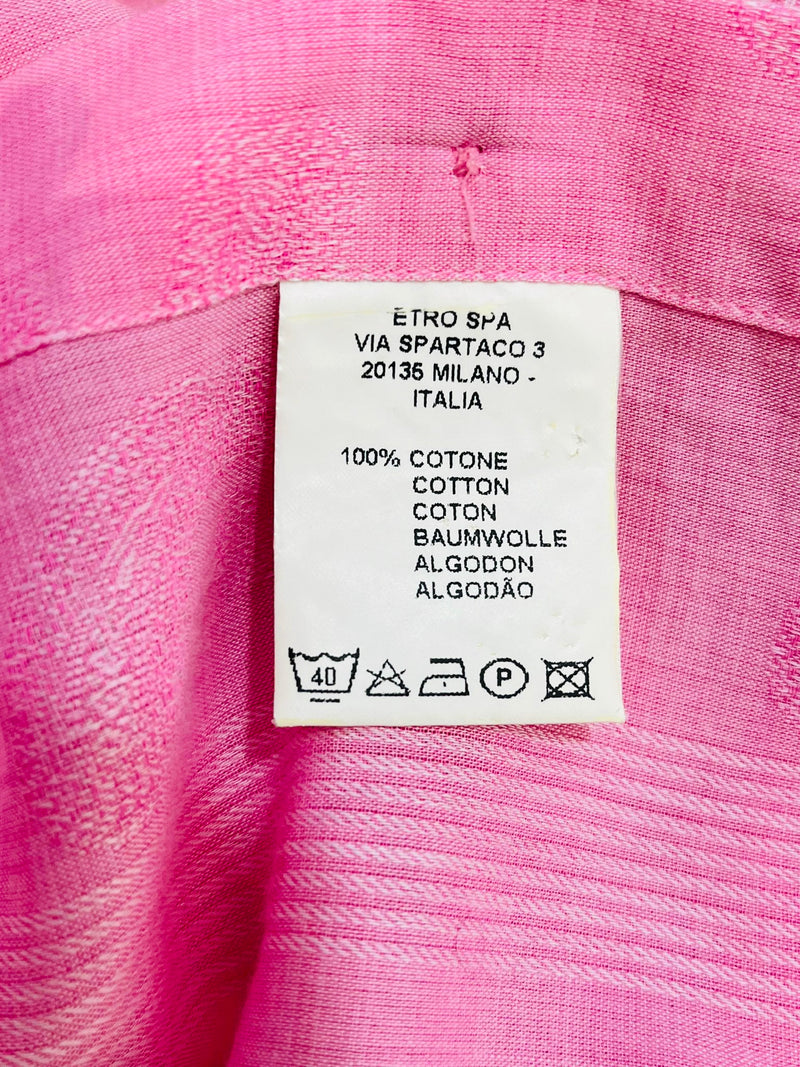 ETRO SPA
VIA SPARTACO 3
20135 MILANO -
ITALIA
100% COTONE
COTTON
COTON
BAUMWOLLE
ALGODON
ALGODÃO
40 P